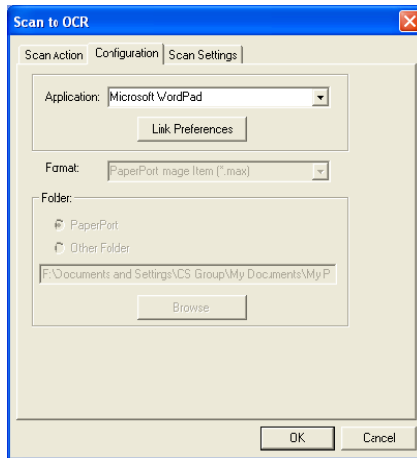 Scan to OCR
Scan Action Configuration Scan Settings
Application: Microsoft WordPad
Link Preferences
Format: PaperPort mage Item (*.max)
Folder:
PaperPort
Other Folder
F:\Documents and Settings\CS Group\My Documents\My P
Browse
OK Cancel